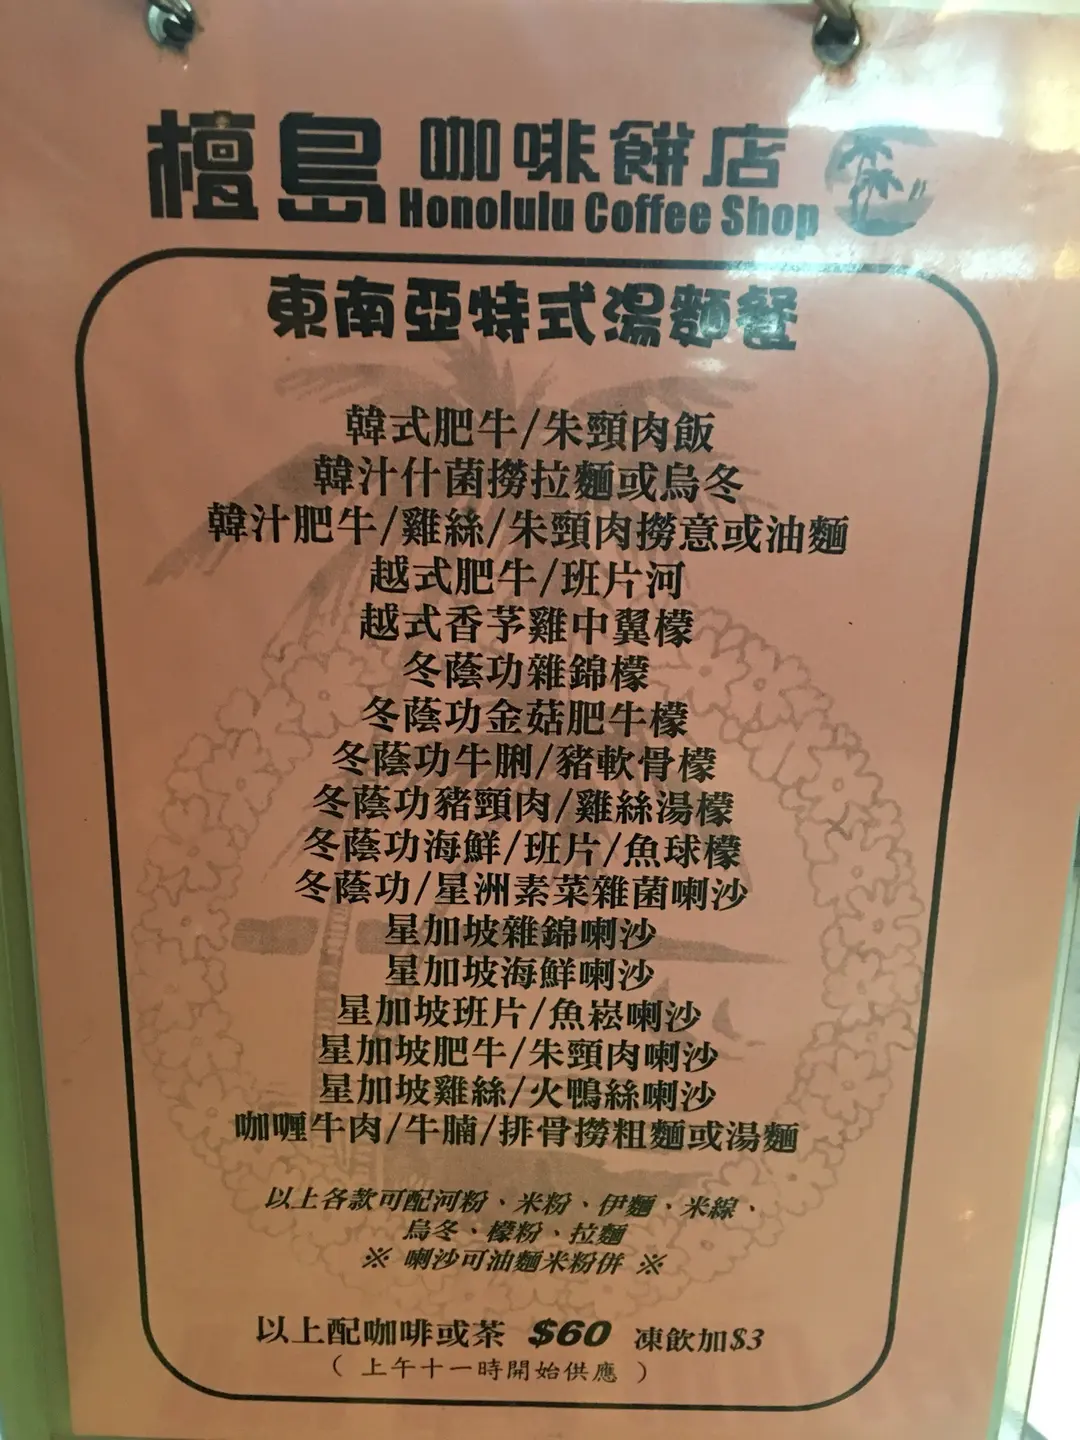 檀島 咖啡餅店
Honolulu Coffee Shop
東南亞特式湯麵餐
韓式肥牛/朱頸肉飯
韓汁什菌撈拉麵或烏冬
韓汁肥牛/雞絲/朱頸肉撈意或油麵
越式肥牛/班片河
越式香茅雞中翼檬
冬蔭功雜錦檬
冬蔭功金菇肥牛檬
冬蔭功牛脷/豬軟骨檬
冬蔭功豬頸肉/雞絲湯檬
冬蔭功海鮮/班片/魚球檬
冬蔭功/星洲素菜雜菌喇沙
星加坡雜錦喇沙
星加坡海鮮喇沙
星加坡班片/魚崧喇沙
星加坡肥牛/朱頸肉喇沙
星加坡雞絲/火鴨絲喇沙
咖喱牛肉/牛腩/排骨撈粗麵或湯麵
以上各款可配河粉、米粉、伊麵、米線、
烏冬、檬粉、拉麵
※ 喇沙可油麵米粉併 ※
以上配咖啡或茶 $60 凍飲加$3
( 上午十一時開始供應 )